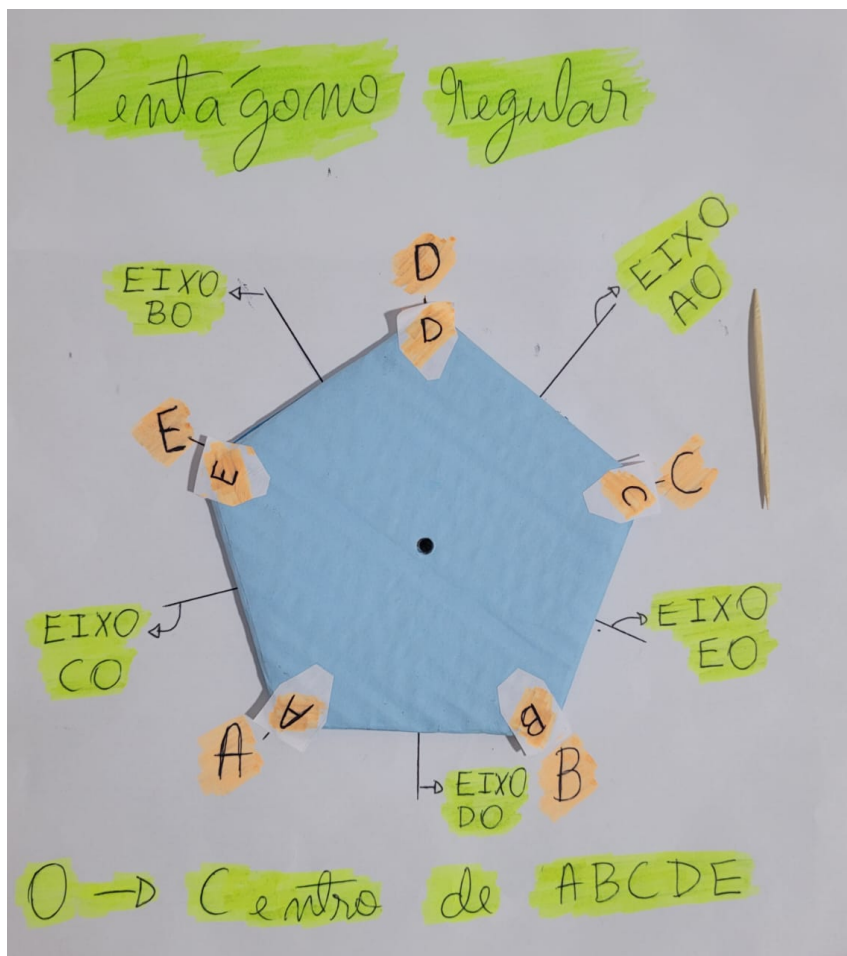 Pentágono regular
EIXO
AO
D
D
EIXO
BO
E
E
C
C
EIXO
EO
EIXO
CO
A
A
B
B
EIXO
DO
O → Centro de ABCDE